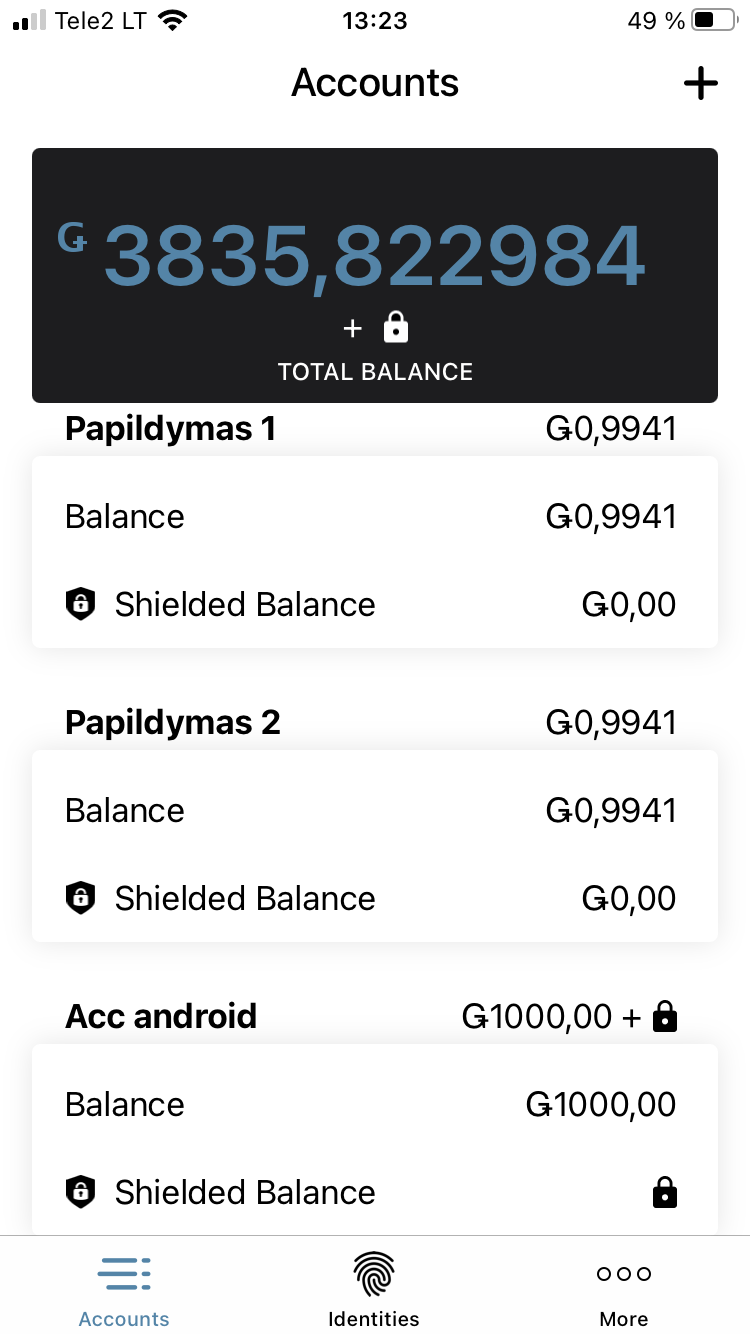 Tele2 LT 13:23 49 %
Accounts
Ǥ 3835,822984
+
TOTAL BALANCE
Papildymas 1 Ǥ0,9941
Balance Ǥ0,9941
Shielded Balance Ǥ0,00
Papildymas 2 Ǥ0,9941
Balance Ǥ0,9941
Shielded Balance Ǥ0,00
Acc android Ǥ1000,00 +
Balance Ǥ1000,00
Shielded Balance
Accounts Identities More